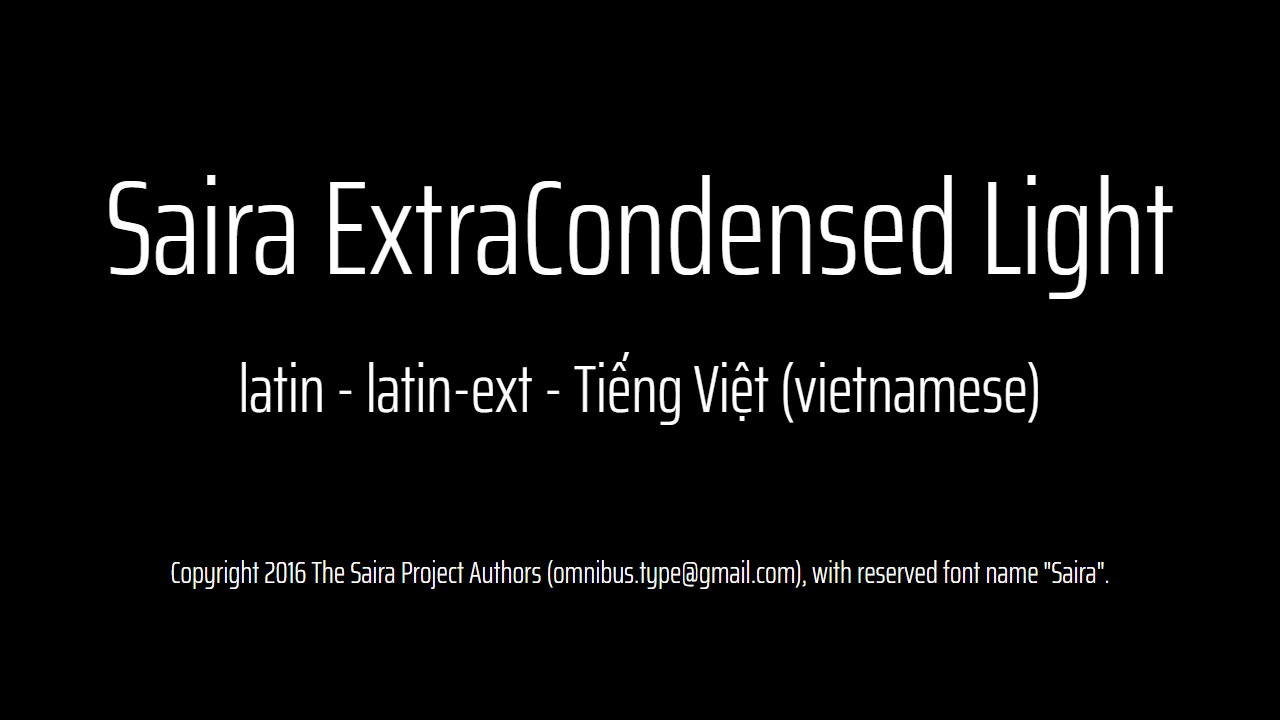 Saira ExtraCondensed Light
latin - latin-ext - Tiếng Việt (vietnamese)
Copyright 2016 The Saira Project Authors (omnibus.type@gmail.com), with reserved font name "Saira".